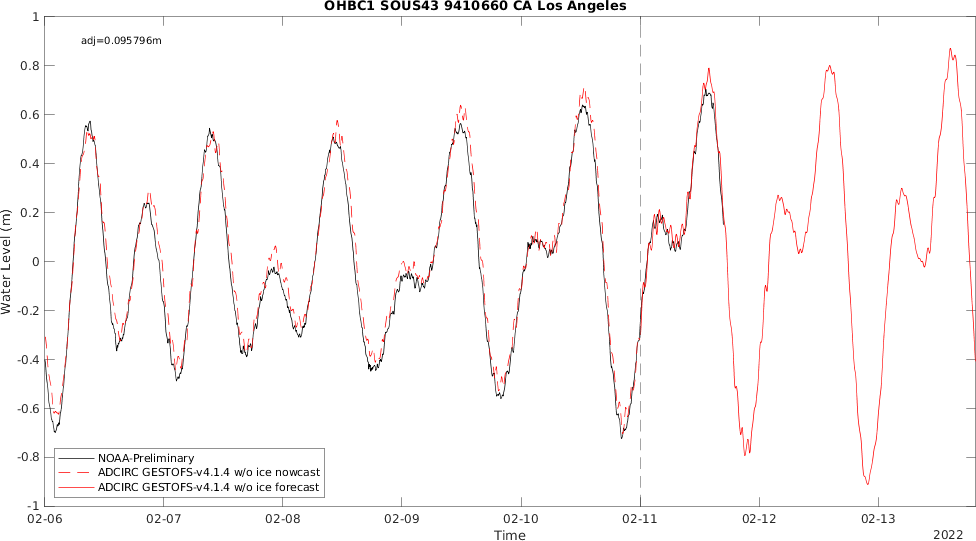 OHBC1 SOUS43 9410660 CA Los Angeles
adj=0.095796m
1
0.8
0.6
0.4
0.2
0
-0.2
-0.4
-0.6
-0.8
-1
Water Level (m)
NOAA-Preliminary
ADCIRC GESTOFS-v4.1.4 w/o ice nowcast
ADCIRC GESTOFS-v4.1.4 w/o ice forecast
02-06 02-07 02-08 02-09 02-10 02-11 02-12 02-13
Time
2022